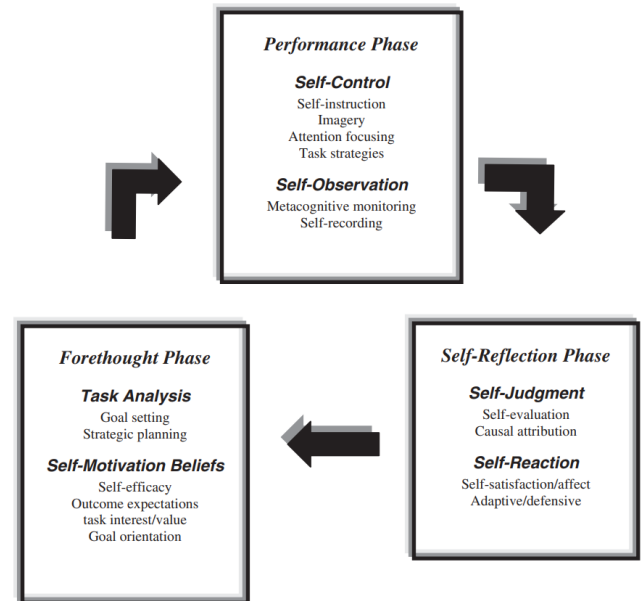 Performance Phase
Self-Control
Self-instruction
Imagery
Attention focusing
Task strategies
Self-Observation
Metacognitive monitoring
Self-recording
Forethought Phase
Task Analysis
Goal setting
Strategic planning
Self-Motivation Beliefs
Self-efficacy
Outcome expectations
task interest/value
Goal orientation
Self-Reflection Phase
Self-Judgment
Self-evaluation
Causal attribution
Self-Reaction
Self-satisfaction/affect
Adaptive/defensive